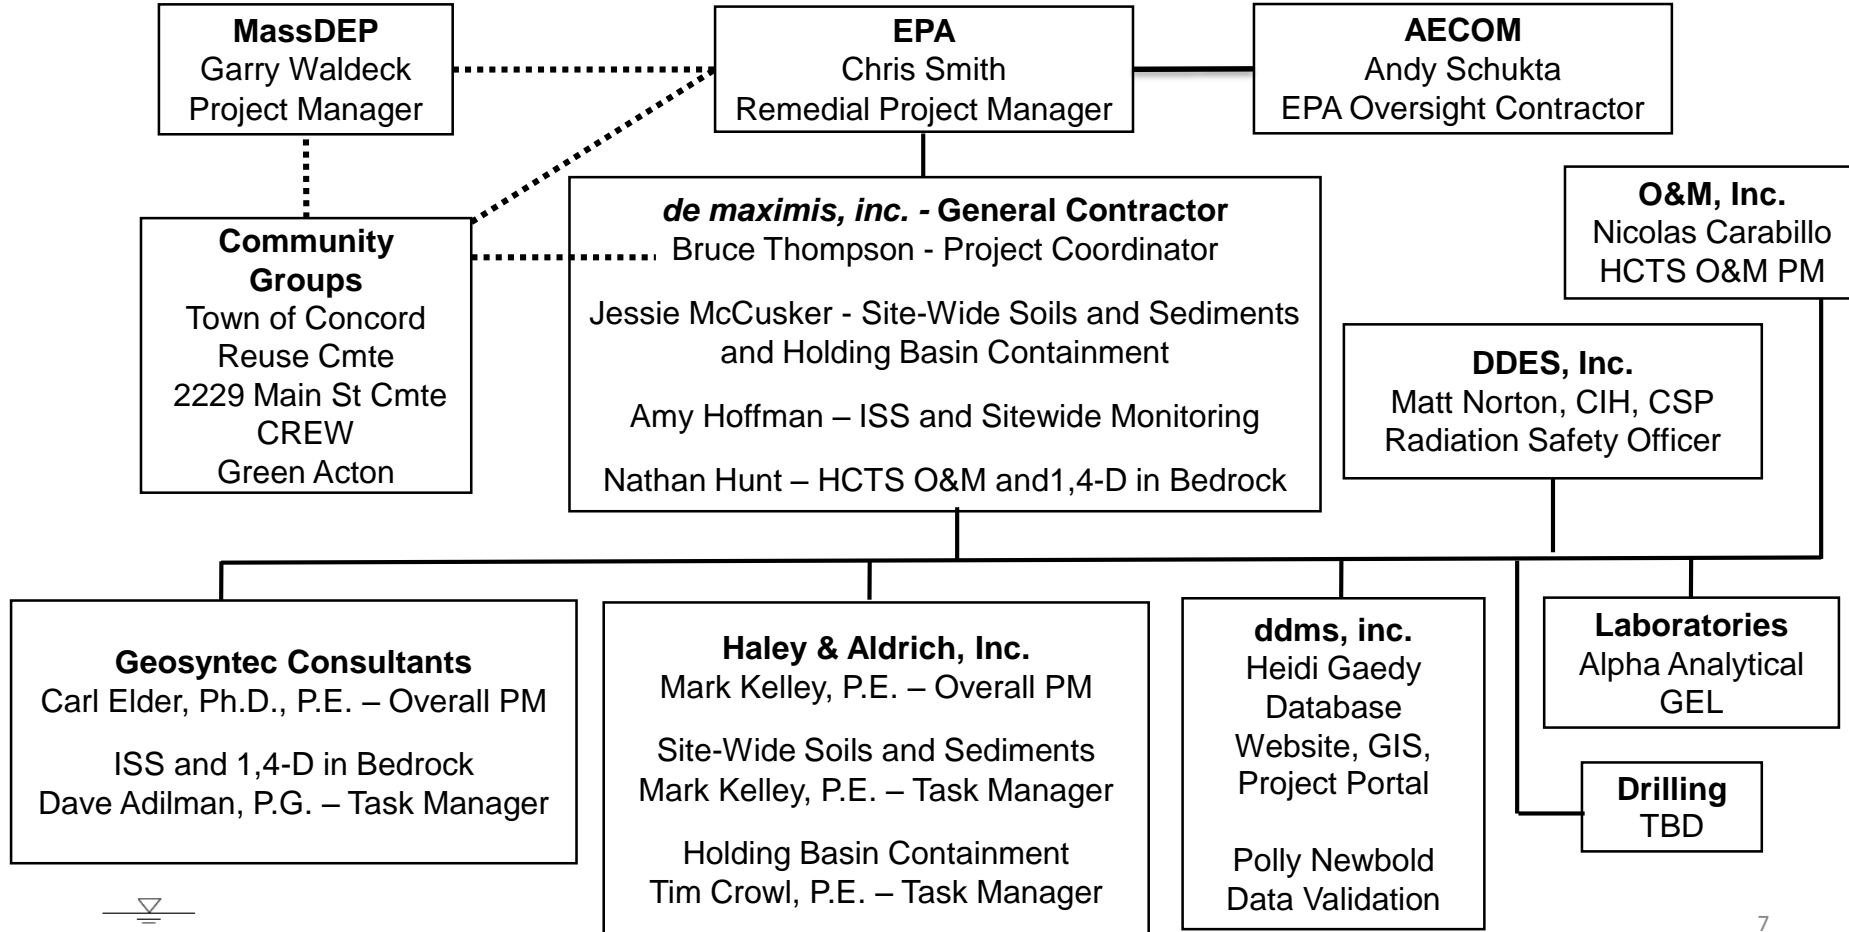 MassDEP
Garry Waldeck
Project Manager
EPA
Chris Smith
Remedial Project Manager
AECOM
Andy Schukta
EPA Oversight Contractor
Community
Groups
Town of Concord
Reuse Cmte
2229 Main St Cmte
CREW
Green Acton
de maximis, inc. - General Contractor
Bruce Thompson - Project Coordinator
Jessie McCusker - Site-Wide Soils and Sediments
and Holding Basin Containment
Amy Hoffman – ISS and Sitewide Monitoring
Nathan Hunt – HCTS O&M and1,4-D in Bedrock
O&M, Inc.
Nicolas Carabillo
HCTS O&M PM
DDES, Inc.
Matt Norton, CIH, CSP
Radiation Safety Officer
Geosyntec Consultants
Carl Elder, Ph.D., P.E. – Overall PM
ISS and 1,4-D in Bedrock
Dave Adilman, P.G. – Task Manager
Haley & Aldrich, Inc.
Mark Kelley, P.E. – Overall PM
Site-Wide Soils and Sediments
Mark Kelley, P.E. – Task Manager
Holding Basin Containment
Tim Crowl, P.E. – Task Manager
ddms, inc.
Heidi Gaedy
Database
Website, GIS,
Project Portal
Polly Newbold
Data Validation
Laboratories
Alpha Analytical
GEL
Drilling
TBD
7